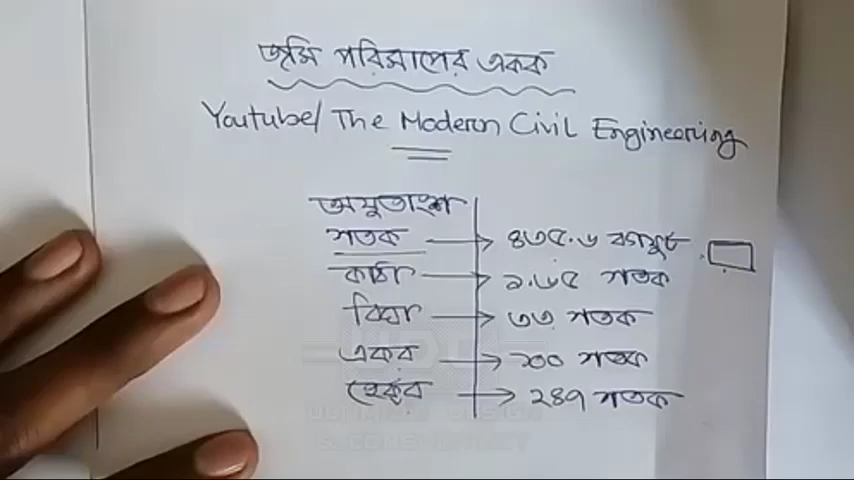 জমি পরিমাপের একক
Youtube/ The Modern Civil Engineering
অযুতাংশ
শতক → ৪৩৫.৬ বর্গফুট
কাঠা → ১.৬৫ শতক
বিঘা → ৩৩ শতক
একর → ১০০ শতক
হেক্টর → ২৪৭ শতক